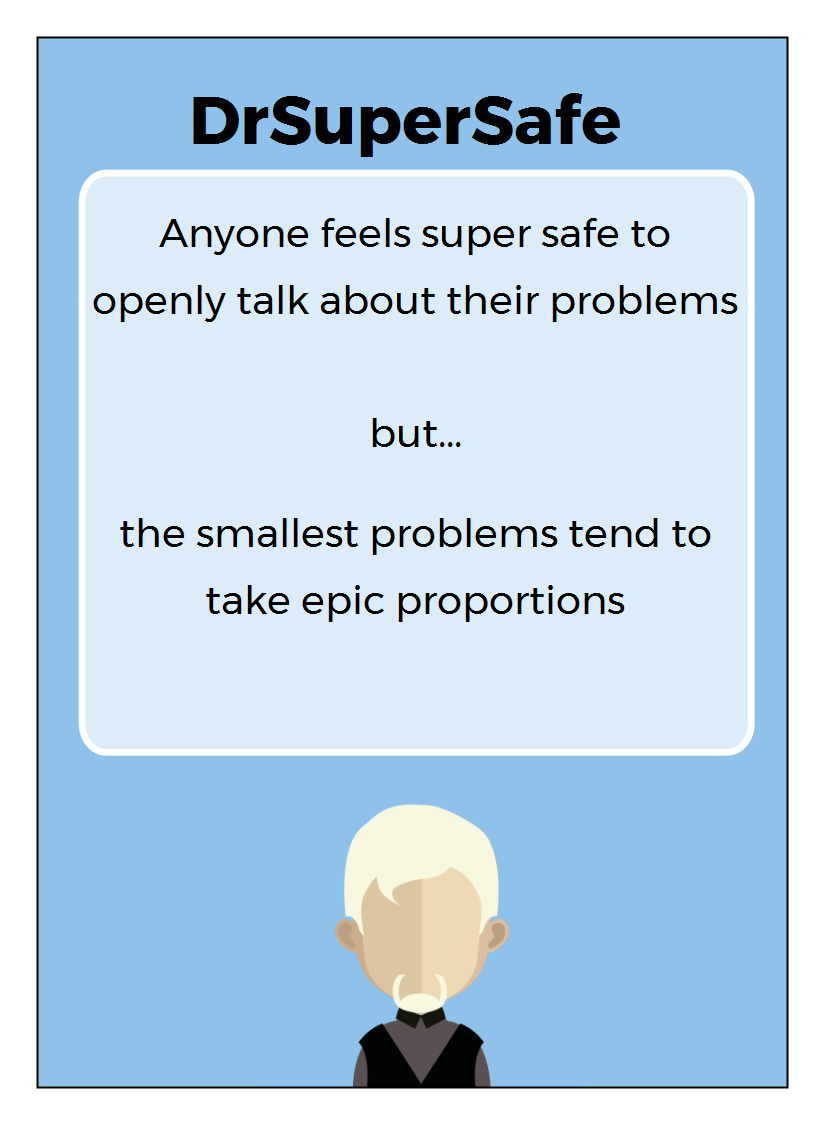 DrSuperSafe
Anyone feels super safe to
openly talk about their problems
but...
the smallest problems tend to
take epic proportions